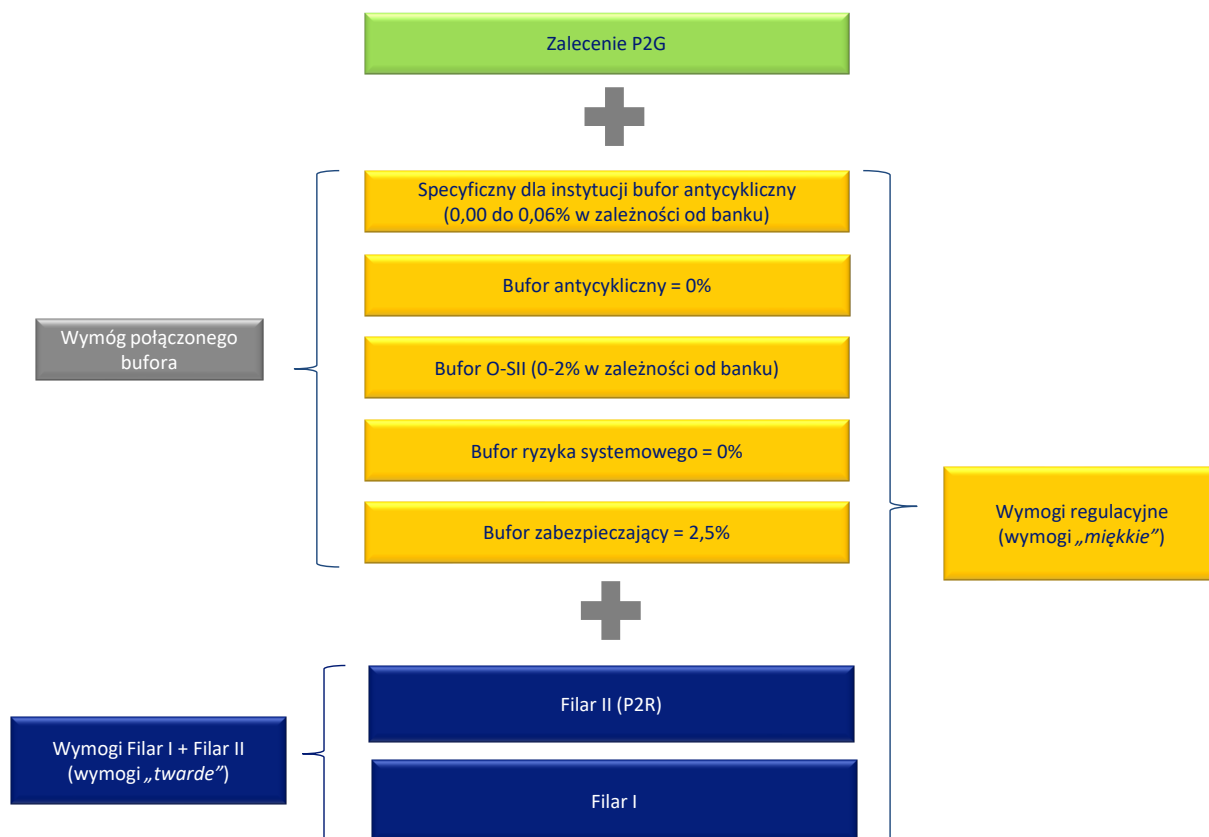 Zalecenie P2G
Specyficzny dla instytucji bufor antycykliczny
(0,00 do 0,06% w zależności od banku)
Bufor antycykliczny = 0%
Wymóg połączonego
bufora
Bufor O-SII (0-2% w zależności od banku)
Bufor ryzyka systemowego = 0%
Bufor zabezpieczający = 2,5%
Wymogi regulacyjne
(wymogi „miękkie”)
Filar II (P2R)
Wymogi Filar I + Filar II
(wymogi „twarde”)
Filar I